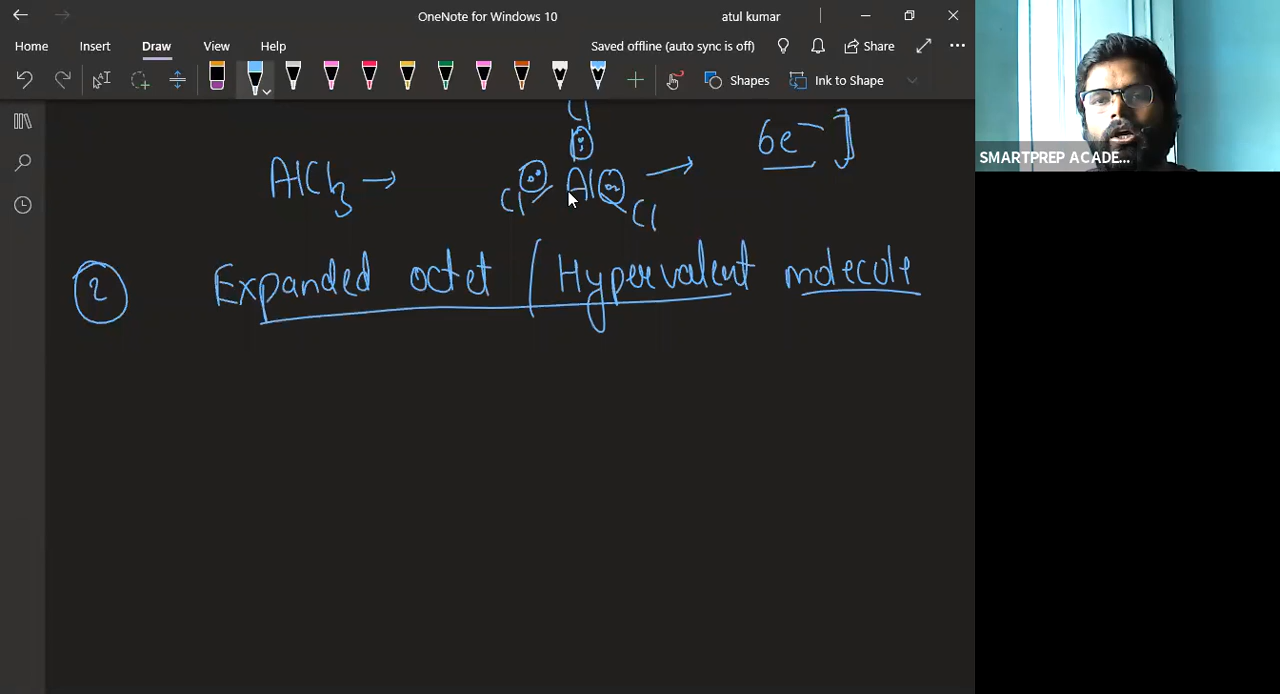 OneNote for Windows 10
atul kumar
Home Insert Draw View Help
Saved offline (auto sync is off)
Share
Shapes
Ink to Shape
SMARTPREP ACADE...
Cl
AlCl3 → Cl Al Cl → 6e−]
2 Expanded octet / Hypervalent molecule